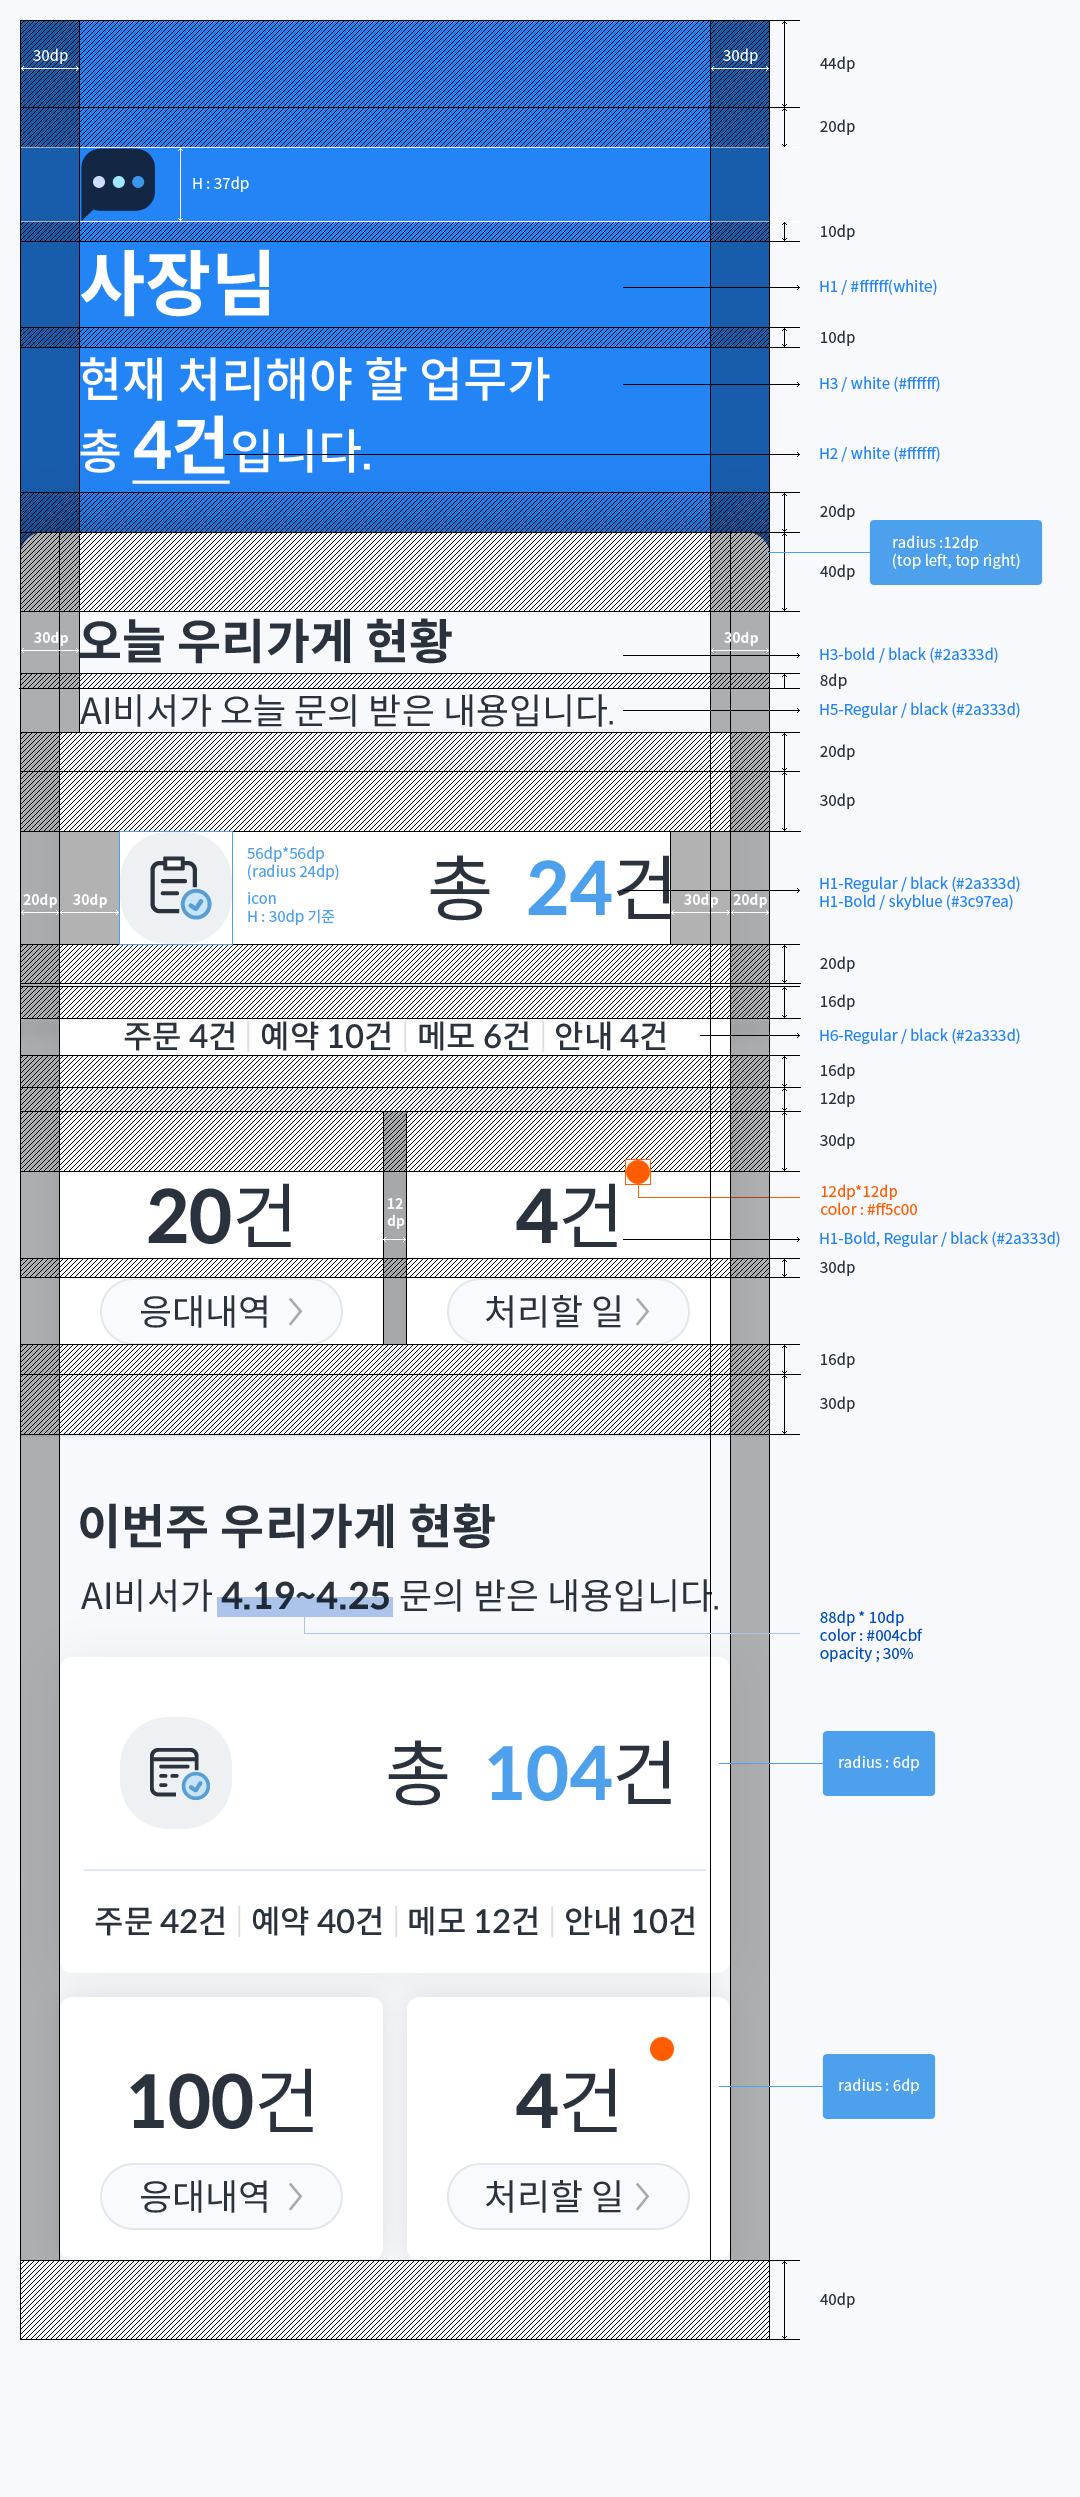 30dp
30dp
44dp
20dp
H : 37dp
10dp
사장님
H1 / #ffffff(white)
10dp
현재 처리해야 할 업무가
H3 / white (#ffffff)
총 4건입니다.
H2 / white (#ffffff)
20dp
radius :12dp
(top left, top right)
40dp
30dp
오늘 우리가게 현황
30dp
H3-bold / black (#2a333d)
8dp
AI비서가 오늘 문의 받은 내용입니다.
H5-Regular / black (#2a333d)
20dp
30dp
56dp*56dp
(radius 24dp)
icon
H : 30dp 기준
총 24건
20dp
30dp
30dp
20dp
H1-Regular / black (#2a333d)
H1-Bold / skyblue (#3c97ea)
20dp
16dp
주문 4건 | 예약 10건 | 메모 6건 | 안내 4건
H6-Regular / black (#2a333d)
16dp
12dp
30dp
20건
12
dp
4건
12dp*12dp
color : #ff5c00
H1-Bold, Regular / black (#2a333d)
30dp
응대내역
처리할 일
16dp
30dp
이번주 우리가게 현황
AI비서가 4.19~4.25 문의 받은 내용입니다.
88dp * 10dp
color : #004cbf
opacity ; 30%
총 104건
radius : 6dp
주문 42건 | 예약 40건 | 메모 12건 | 안내 10건
100건
4건
radius : 6dp
응대내역
처리할 일
40dp